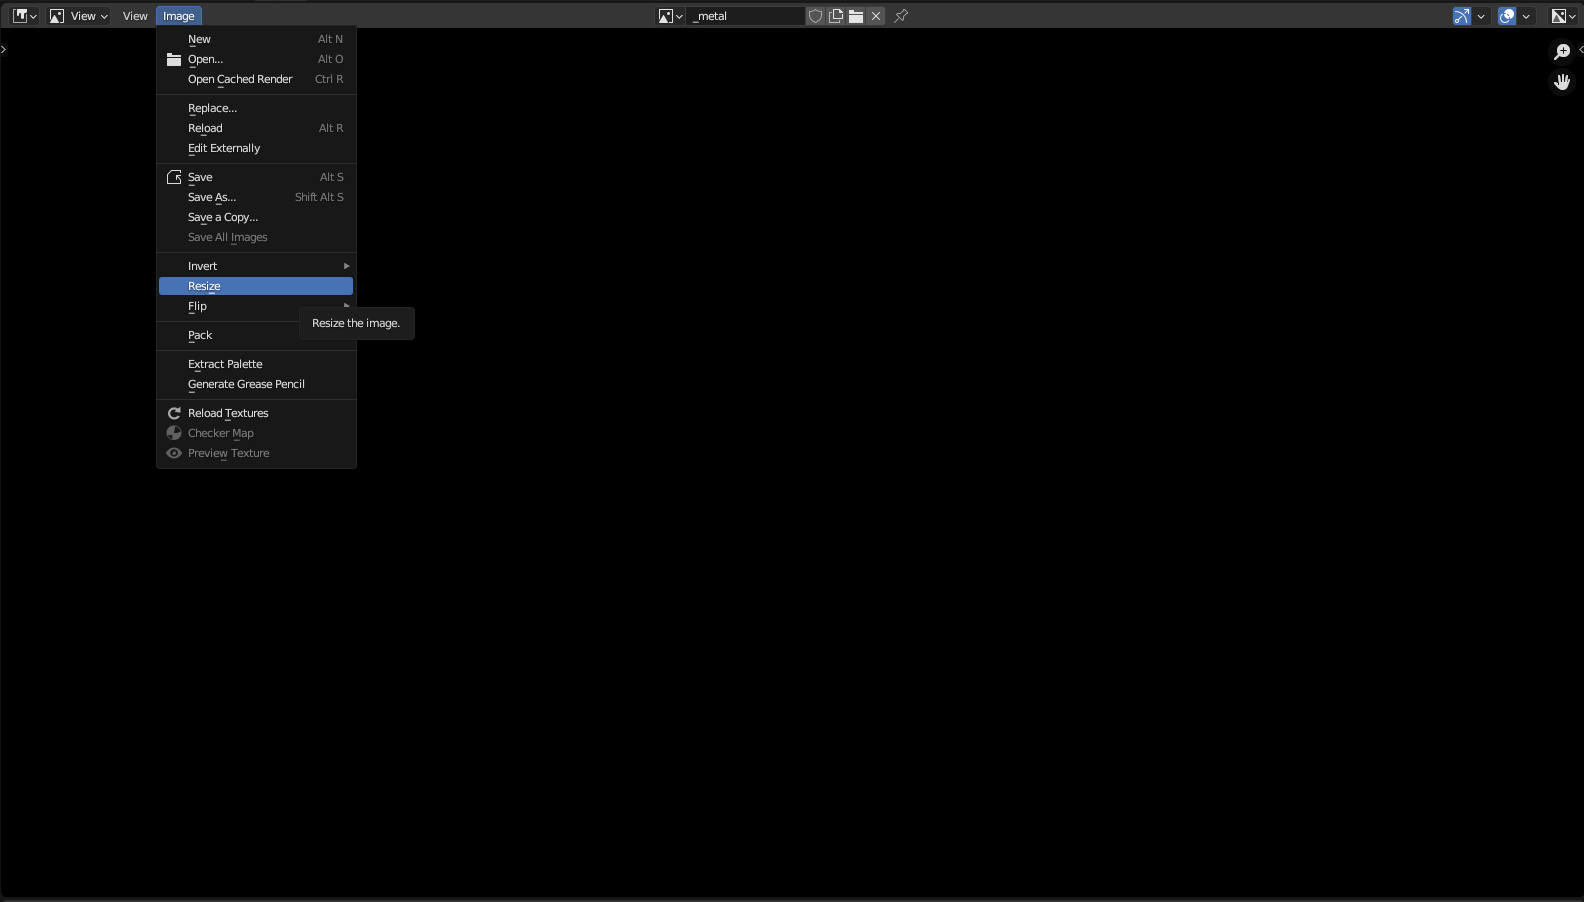 View View Image _metal
New Alt N
Open... Alt O
Open Cached Render Ctrl R
Replace...
Reload Alt R
Edit Externally
Save Alt S
Save As... Shift Alt S
Save a Copy...
Save All Images
Invert
Resize
Flip
Resize the image.
Pack
Extract Palette
Generate Grease Pencil
Reload Textures
Checker Map
Preview Texture